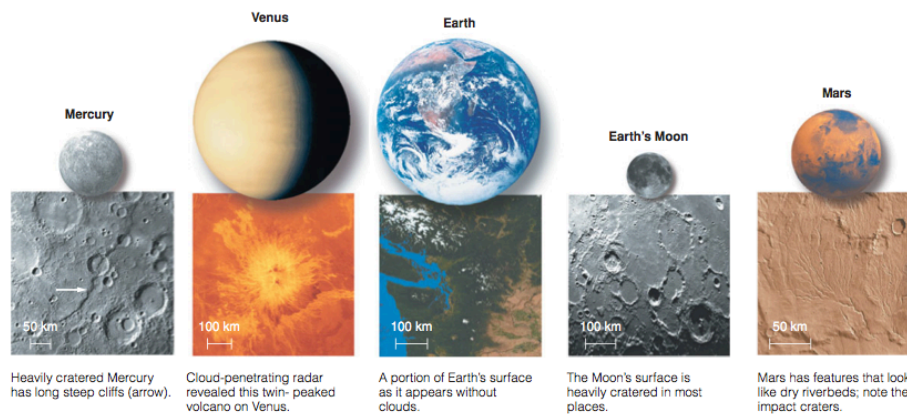 Venus
Earth
Mercury
Earth's Moon
Mars
50 km
100 km
100 km
100 km
50 km
Heavily cratered Mercury
has long steep cliffs (arrow).
Cloud-penetrating radar
revealed this twin- peaked
volcano on Venus.
A portion of Earth's surface
as it appears without
clouds.
The Moon's surface is
heavily cratered in most
places.
Mars has features that look
like dry riverbeds; note the
impact craters.